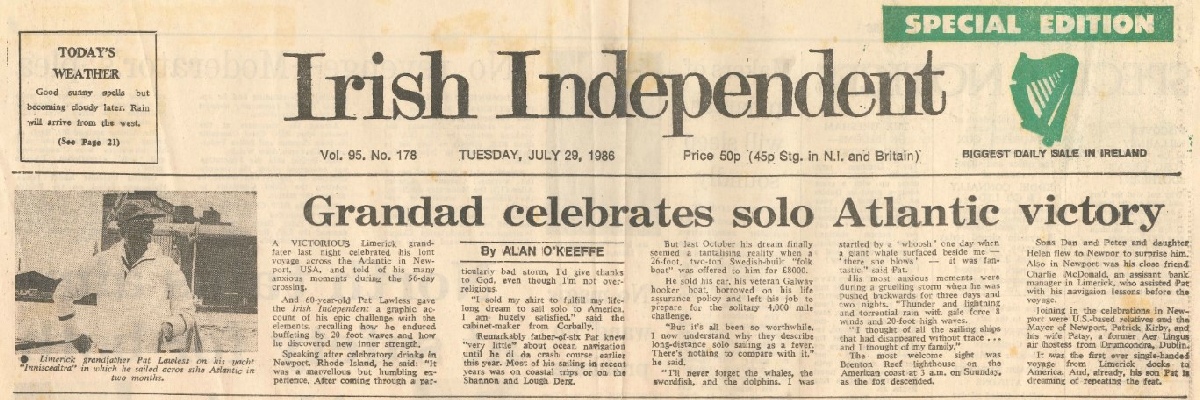 SPECIAL EDITION
TODAY'S
WEATHER
Good sunny spells but
becoming cloudy later. Rain
will arrive from the west.
(See Page 21)
Irish Independent
Vol. 95. No. 178
TUESDAY, JULY 29, 1986
Price 50p (45p Stg. in N.I. and Britain)
BIGGEST DAILY SALE IN IRELAND
Grandad celebrates solo Atlantic victory
● Limerick grandfather Pat Lawless on his yacht
"Iniscealtra" in which he sailed acros sthe Atlantic in
two months.
A VICTORIOUS Limerick grand-
father last night celebrated his lone
voyage across the Atlantic in New-
port, USA, and told of his many
anxious moments during the 56-day
crossing.
And 60-year-old Pat Lawless gave
the Irish Independent a graphic ac-
count of his epic challenge with the
elements, recalling how he endured
buffeting by 20 foot waves and how
he discovered new inner strength.
Speaking after celebratory drinks in
Newport, Rhode Island, he said: "It
was a marvellous but humbling ex-
perience. After coming through a par-
By ALAN O'KEEFFE
ticularly bad storm, I'd give thanks
to God, even though I'm not over-
religious.
"I sold my shirt to fulfill my life-
long dream to sail solo to America.
I am hugely satisfied," said the
cabinet-maker from Corbally.
Remarkably father-of-six Pat knew
"very little" about ocean navigation
until he did a crash course earlier
this year. Most of his sailing in recent
years was on coastal trips or on the
Shannon and Lough Derg.
But last October his dream finally
seemed a tantalising reality when a
26-foot, two-ton Swedish-built "folk
boat" was offered to him for £8000.
He sold his car, his veteran Galway
hooker boat, borrowed on his life
assurance policy and left his job to
prepare for the solitary 4,000 mile
challenge.
"But it's all been so worthwhile.
I now understand why they describe
long-distance solo sailing as a fever.
There's nothing to compare with it,"
he said.
"I'll never forget the whales, the
swordfish, and the dolphins. I was
startled by a 'whoosh' one day when
a giant whale surfaced beside me —
'there she blows' — it was fan-
tastic," said Pat.
His most anxious moments were
during a gruelling storm when he was
pushed backwards for three days and
two nights. "Thunder and lightning
and torrential rain with gale force 8
winds and 20-foot-high waves.
"I thought of all the sailing ships
that had disappeared without trace . . .
and I thought of my family."
The most welcome sight was
Brenton Reef lighthouse on the
American coast at 3 a.m. on Sunday,
as the fog descended.
Sons Dan and Peter and daughter
Helen flew to Newport to surprise him.
Also in Newport was his close friend
Charlie McDonald, an assistant bank
manager in Limerick, who assisted Pat
with his navigation lessons before the
voyage.
Joining in the celebrations in New-
port were U.S.-based relatives and the
Mayor of Newport, Patrick Kirby, and
his wife Patsy, a former Aer Lingus
air hostess from Drumcondra, Dublin.
It was the first ever single-handed
voyage from Limerick docks to
America. And, already, his son Pat is
dreaming of repeating the feat.